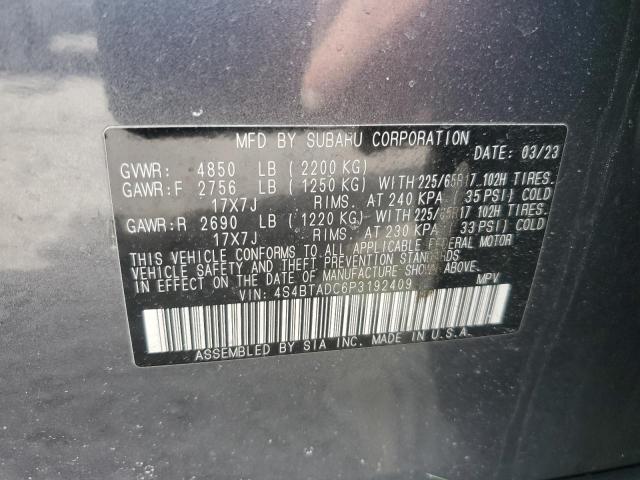 MFD BY SUBARU CORPORATION
DATE: 03/23
GVWR: 4850 LB (2200 KG)
GAWR:F 2756 LB (1250 KG) WITH 225/65R17 102H TIRES.
17X7J RIMS. AT 240 KPA ( 35 PSI) COLD
GAWR:R 2690 LB (1220 KG) WITH 225/65R17 102H TIRES.
17X7J RIMS. AT 230 KPA ( 33 PSI) COLD
THIS VEHICLE CONFORMS TO ALL APPLICABLE FEDERAL MOTOR
VEHICLE SAFETY AND THEFT PREVENTION STANDARDS
IN EFFECT ON THE DATE OF MANUFACTURE SHOWN ABOVE.
VIN: 4S4BTADC6P3192409 MPV
ASSEMBLED BY SIA INC. MADE IN U.S.A.